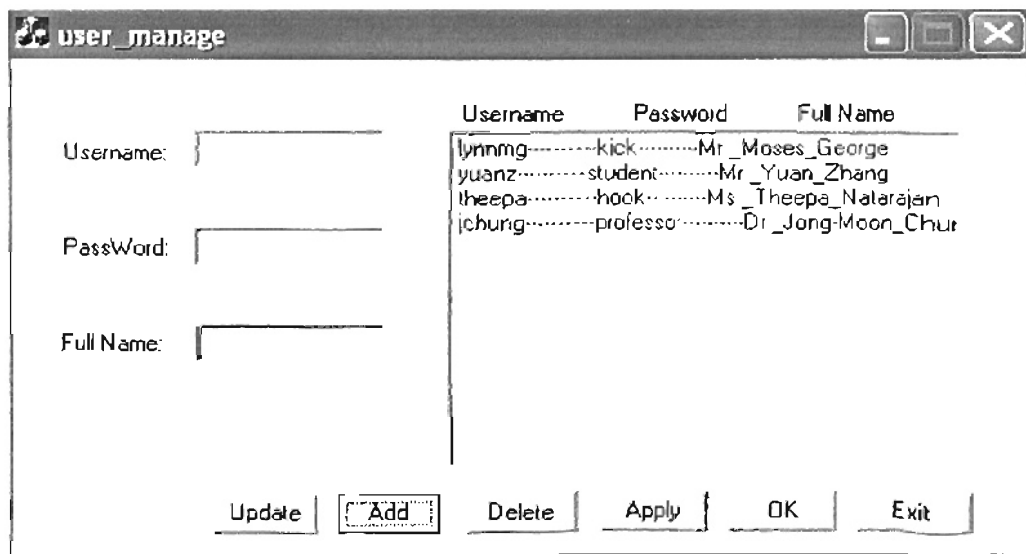 user_manage
Username Password Full Name
Username:
lynnmg---------kick--------Mr_Moses_George
yuanz----------student--------Mr_Yuan_Zhang
theepa---------hook---------Ms_Theepa_Natarajan
jchung---------professor---------Dr_Jong-Moon_Chur
PassWord:
Full Name:
Update Add Delete Apply OK Exit